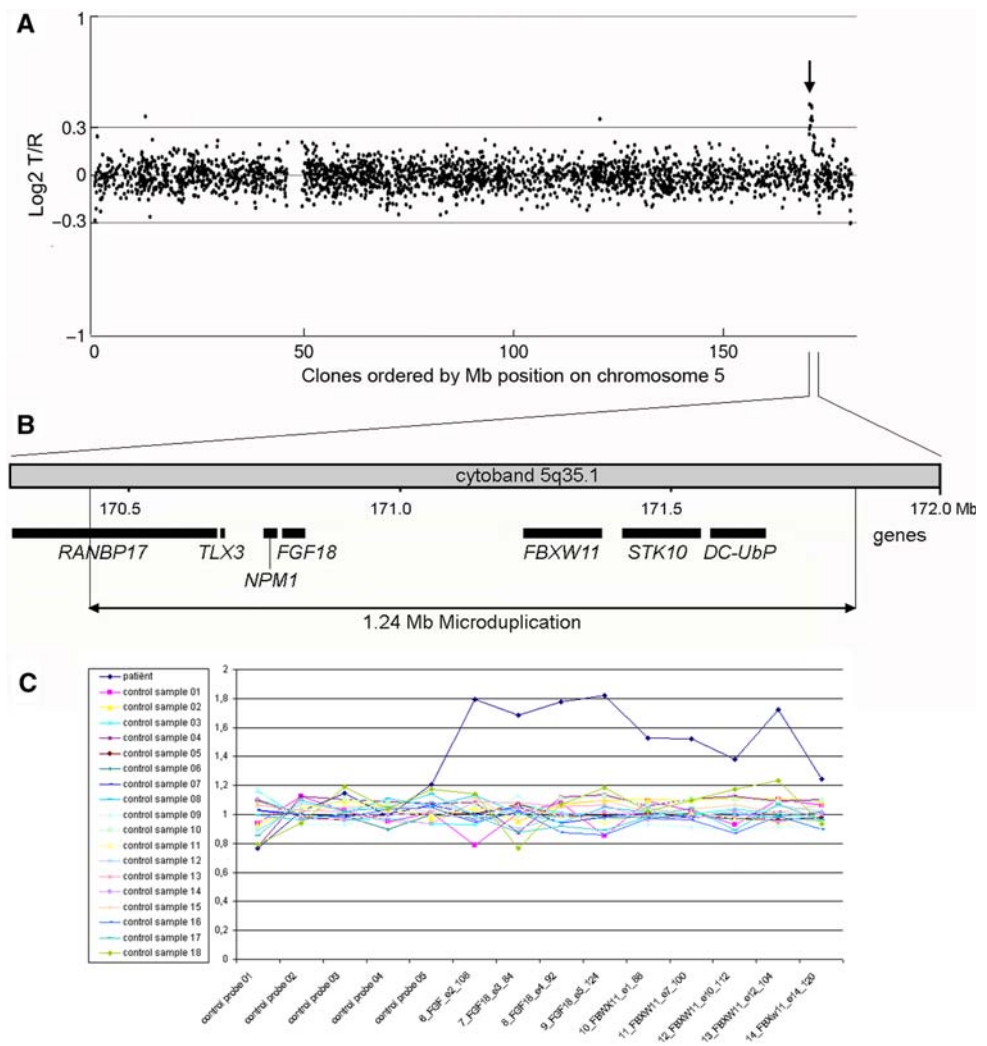 A
1
0.3
0
−0.3
−1
Log2 T/R
0 50 100 150
Clones ordered by Mb position on chromosome 5
B
cytoband 5q35.1
170.5 171.0 171.5 172.0 Mb
genes
RANBP17 TLX3 FGF18 FBXW11 STK10 DC-UbP
NPM1
1.24 Mb Microduplication
C
patiënt
control sample 01
control sample 02
control sample 03
control sample 04
control sample 05
control sample 06
control sample 07
control sample 08
control sample 09
control sample 10
control sample 11
control sample 12
control sample 13
control sample 14
control sample 15
control sample 16
control sample 17
control sample 18
2
1,8
1,6
1,4
1,2
1
0,8
0,6
0,4
0,2
0
control probe 01
control probe 02
control probe 03
control probe 04
control probe 05
6_FGF_e2_108
7_FGF18_e3_84
8_FGF18_e4_92
9_FGF18_e5_124
10_FBWX11_e1_88
11_FBXW11_e7_100
12_FBXW11_e10_112
13_FBXW11_e12_104
14_FBXw11_e14_120